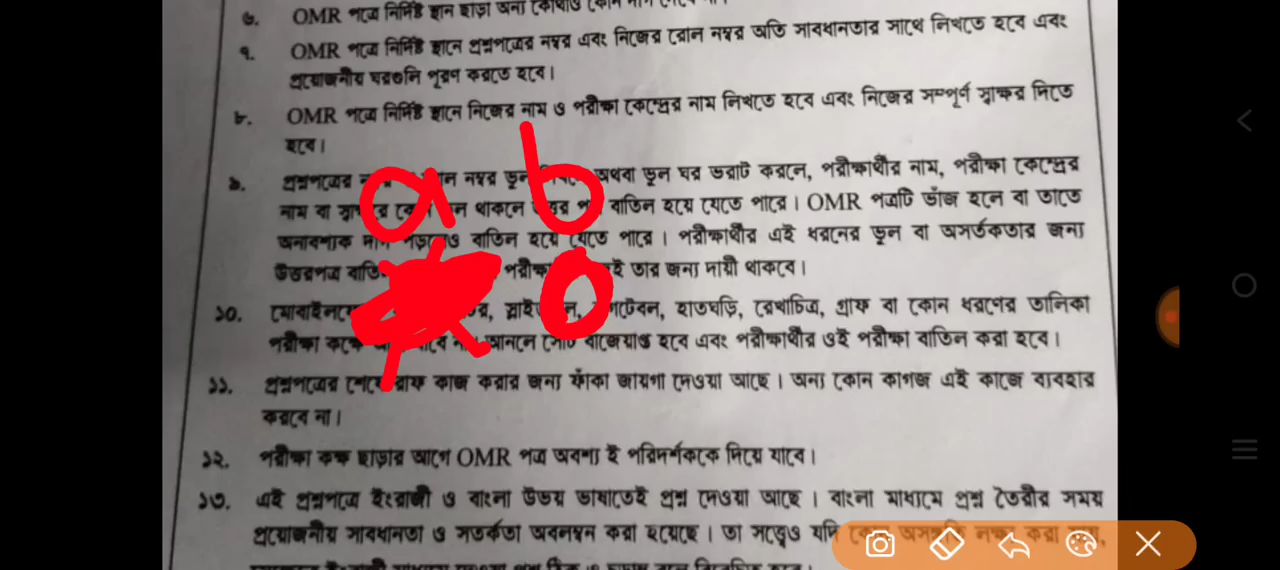 ৬. OMR পত্রে নির্দিষ্ট স্থান ছাড়া অন্য কোথাও কোন দাগ
৭. OMR পত্রে নির্দিষ্ট স্থানে প্রশ্নপত্রের নম্বর এবং নিজের রোল নম্বর অতি সাবধানতার সাথে লিখতে হবে এবং
প্রয়োজনীয় ঘরগুলি পূরণ করতে হবে।
৮. OMR পত্রে নির্দিষ্ট স্থানে নিজের নাম ও পরীক্ষা কেন্দ্রের নাম লিখতে হবে এবং নিজের সম্পূর্ণ স্বাক্ষর দিতে
হবে।
a b
৯. প্রশ্নপত্রের নম্বর ভুল অথবা ভুল ঘর ভরাট করলে, পরীক্ষার্থীর নাম, পরীক্ষা কেন্দ্রের
নাম বা থাকলে বাতিল হয়ে যেতে পারে। OMR পত্রটি ভাঁজ হলে বা তাতে
অনাবশ্যক বাতিল হয়ে যেতে পারে। পরীক্ষার্থীর এই ধরনের ভুল বা অসর্তকতার জন্য
উত্তরপত্র তার জন্য দায়ী থাকবে।
১০. হাতঘড়ি, রেখাচিত্র, গ্রাফ বা কোন ধরণের তালিকা
পরীক্ষা আনলে সেটি বাজেয়াপ্ত হবে এবং পরীক্ষার্থীর ওই পরীক্ষা বাতিল করা হবে।
১১. প্রশ্নপত্রের শেষে রাফ কাজ করার জন্য ফাঁকা জায়গা দেওয়া আছে। অন্য কোন কাগজ এই কাজে ব্যবহার
করবে না।
১২. পরীক্ষা কক্ষ ছাড়ার আগে OMR পত্র অবশ্য ই পরিদর্শককে দিয়ে যাবে।
১৩. এই প্রশ্নপত্রে ইংরাজী ও বাংলা উভয় ভাষাতেই প্রশ্ন দেওয়া আছে। বাংলা মাধ্যমে প্রশ্ন তৈরীর সময়
প্রয়োজনীয় সাবধানতা ও সতর্কতা অবলম্বন করা হয়েছে। তা সত্ত্বেও যদি